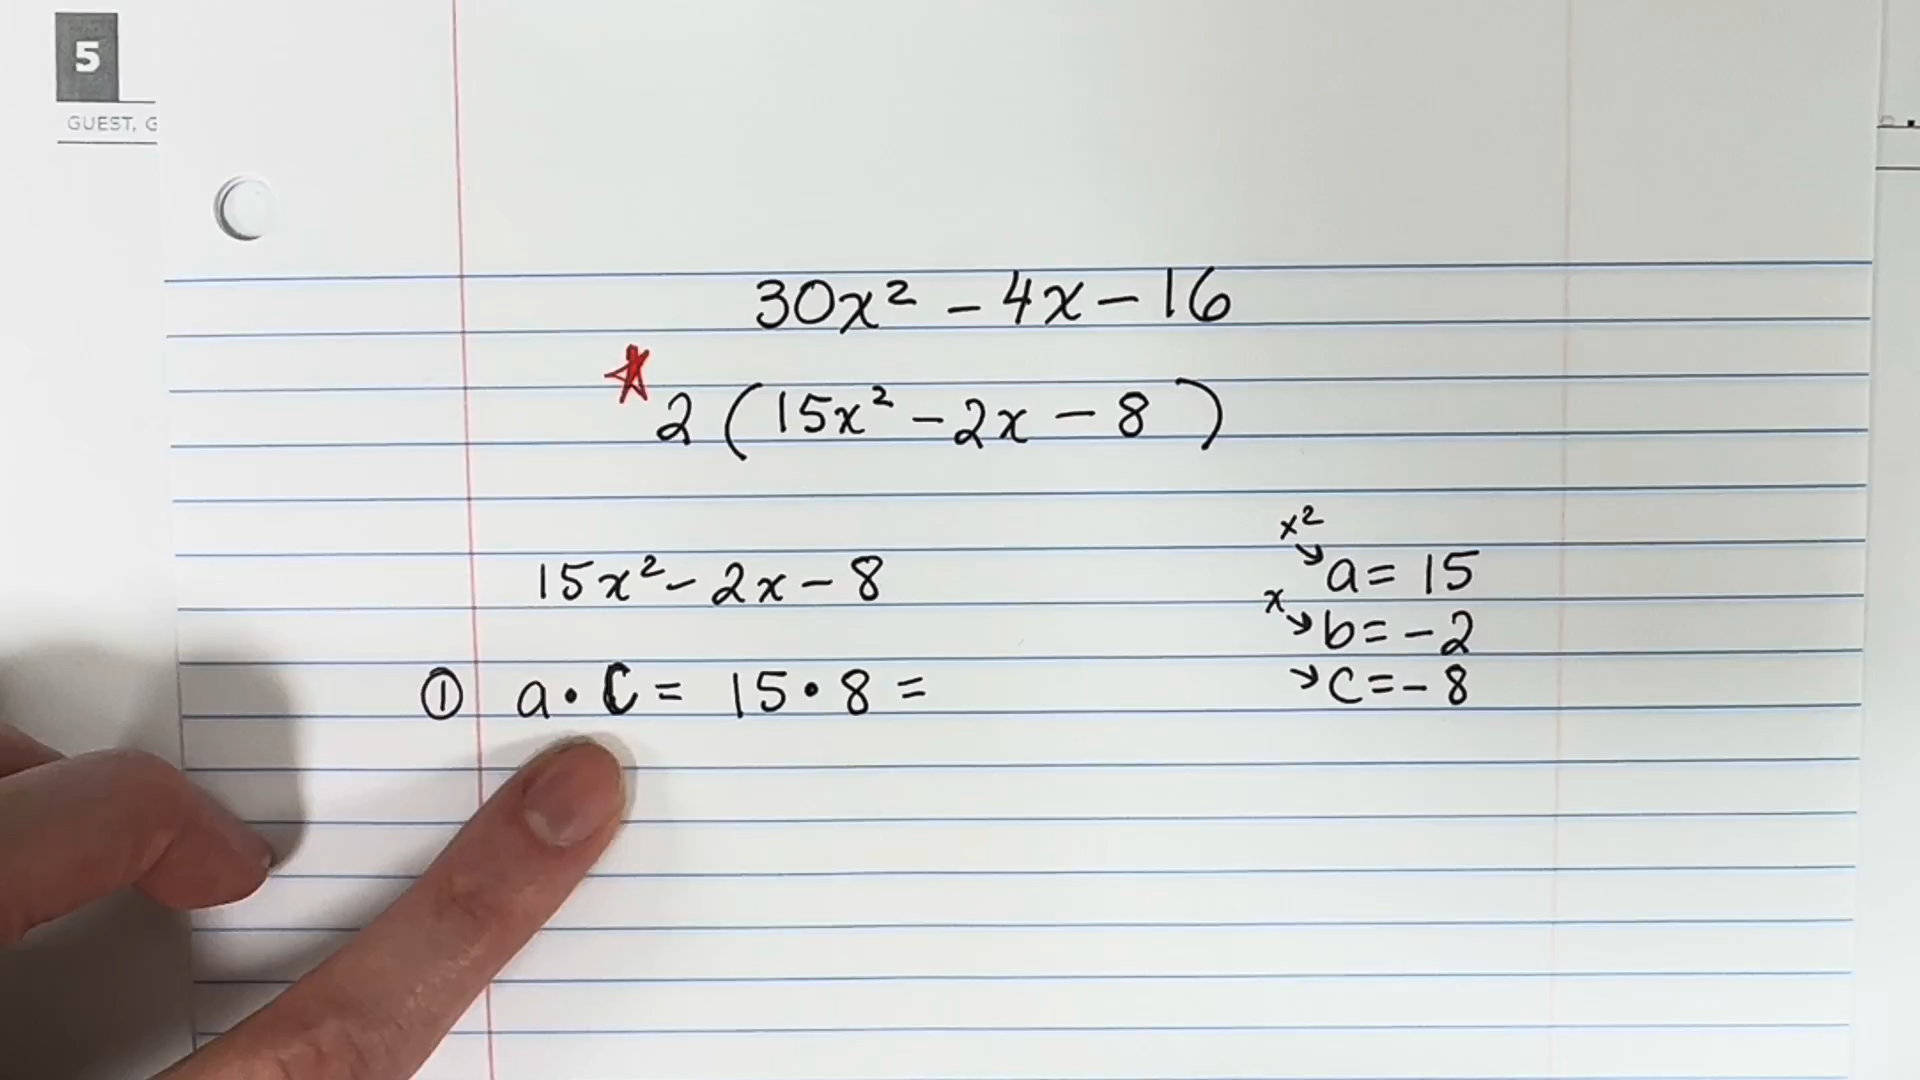 5
GUEST, G
30x² - 4x - 16
2 ( 15x² - 2x - 8 )
x²
15x² - 2x - 8
→ a = 15
x
→ b = -2
① a · C = 15 · 8 =
→ C = - 8